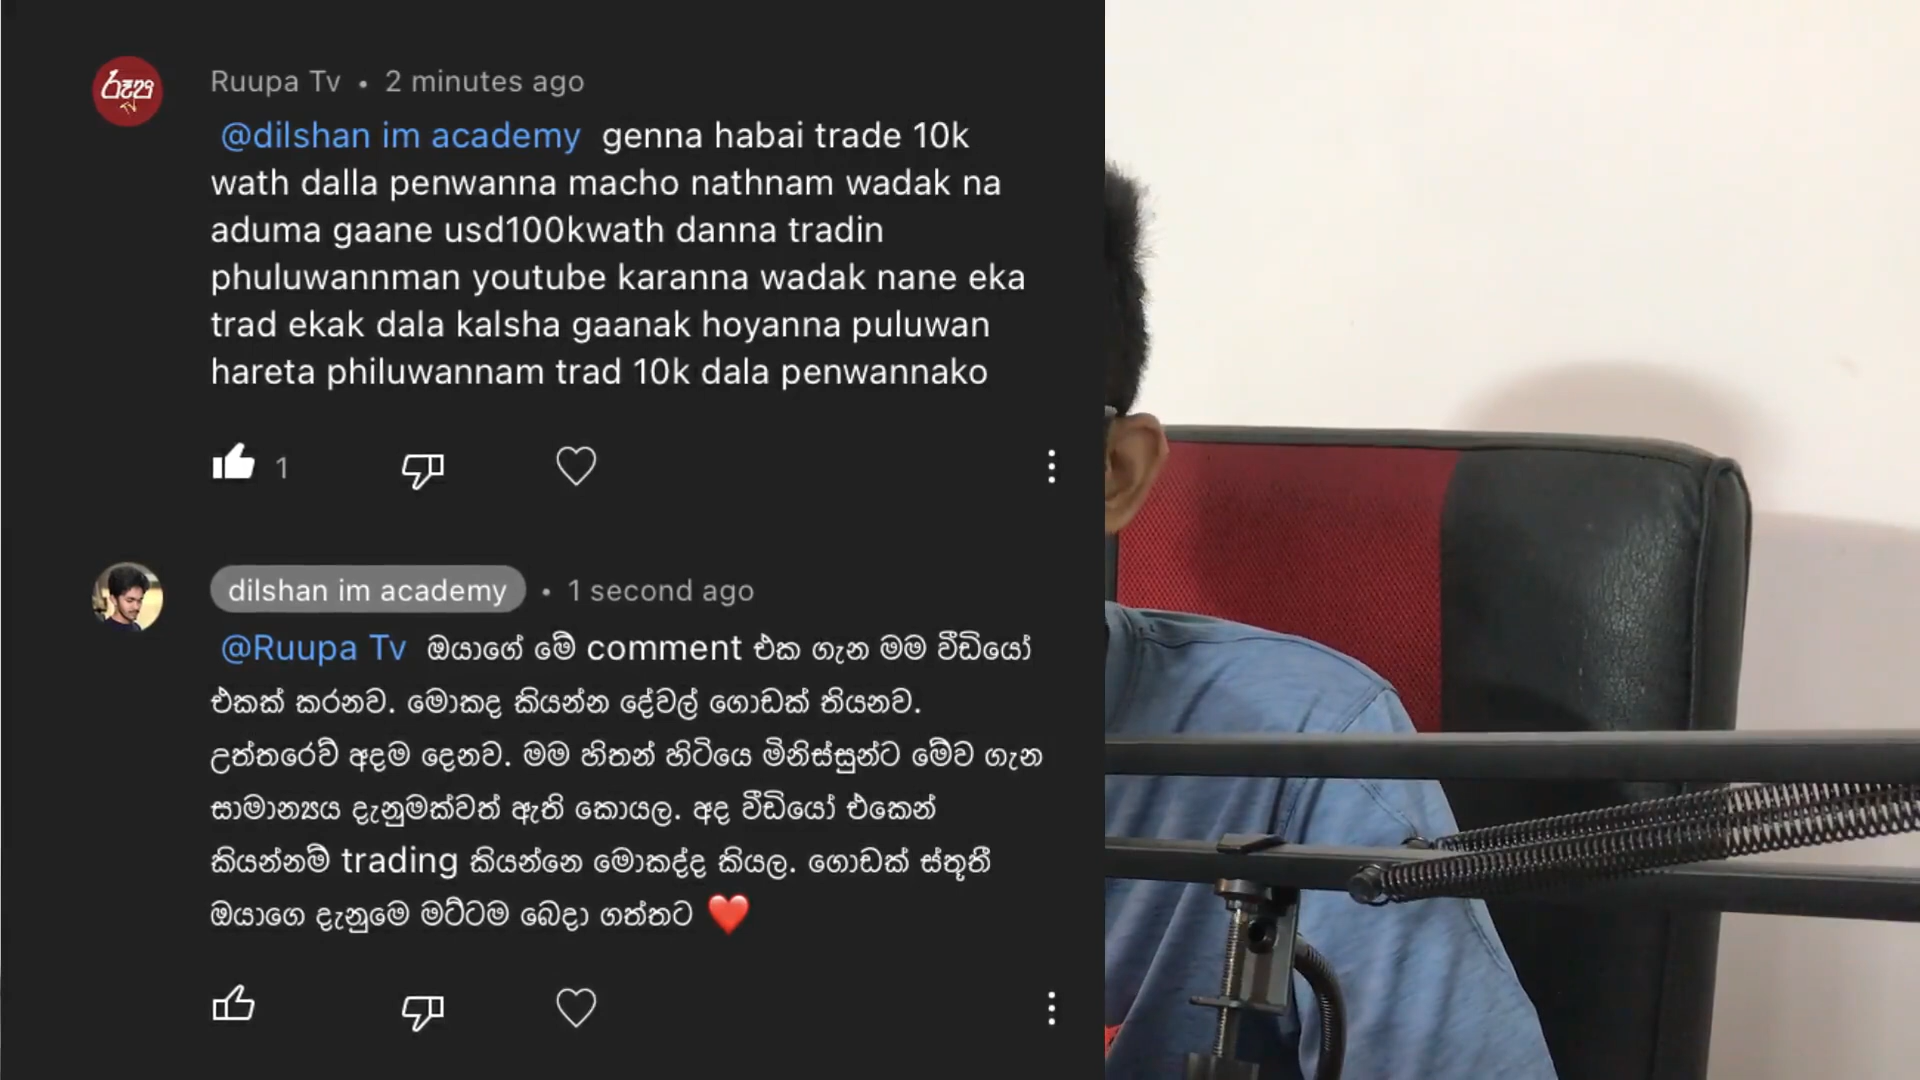 රූප
TV
Ruupa Tv • 2 minutes ago
@dilshan im academy genna habai trade 10k
wath dalla penwanna macho nathnam wadak na
aduma gaane usd100kwath danna tradin
phuluwannman youtube karanna wadak nane eka
trad ekak dala kalsha gaanak hoyanna puluwan
hareta philuwannam trad 10k dala penwannako
1
dilshan im academy • 1 second ago
@Ruupa Tv ඔයාගේ මේ comment එක ගැන මම වීඩියෝ
එකක් කරනව. මොකද කියන්න දේවල් ගොඩක් තියනව.
උත්තරෙව් අදම දෙනව. මම හිතන් හිටියෙ මිනිස්සුන්ට මේව ගැන
සාමාන්‍යය දැනුමක්වත් ඇති කොයල. අද වීඩියෝ එකෙන්
කියන්නම් trading කියන්නෙ මොකද්ද කියල. ගොඩක් ස්තූතී
ඔයාගෙ දැනුමෙ මට්ටම බෙදා ගත්තට ❤️